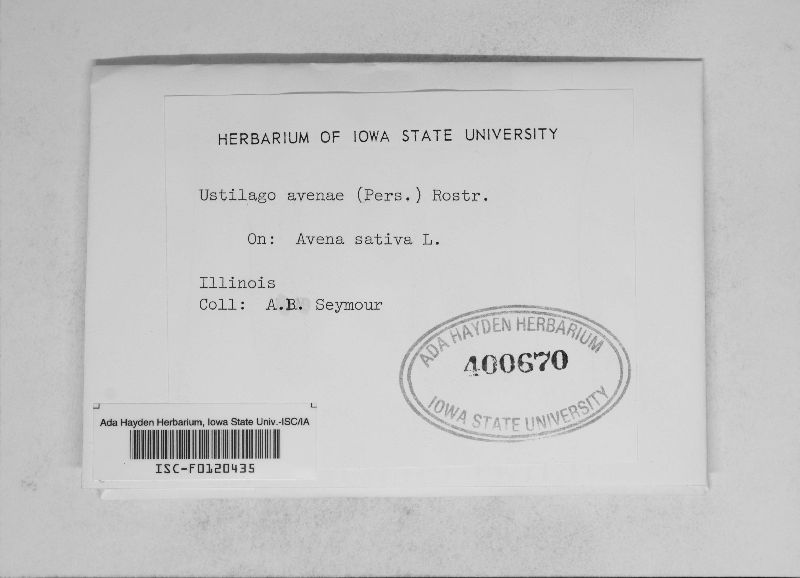 HERBARIUM OF IOWA STATE UNIVERSITY
Ustilago avenae (Pers.) Rostr.
On: Avena sativa L.
Illinois
Coll: A.B. Seymour
ADA HAYDEN HERBARIUM
400670
IOWA STATE UNIVERSITY
Ada Hayden Herbarium, Iowa State Univ.-ISC/IA
ISC-F0120435